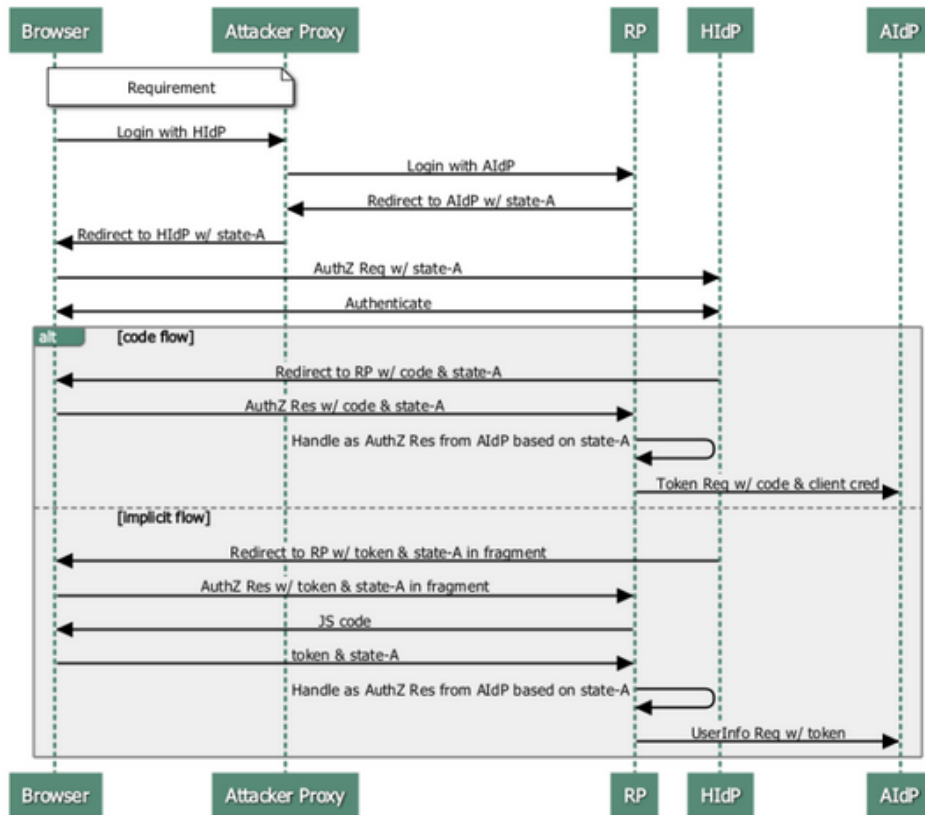 Browser Attacker Proxy RP HIdP AIdP
Requirement
Login with HIdP
Login with AIdP
Redirect to AIdP w/ state-A
Redirect to HIdP w/ state-A
AuthZ Req w/ state-A
Authenticate
alt [code flow]
Redirect to RP w/ code & state-A
AuthZ Res w/ code & state-A
Handle as AuthZ Res from AIdP based on state-A
Token Req w/ code & client cred
[implicit flow]
Redirect to RP w/ token & state-A in fragment
AuthZ Res w/ token & state-A in fragment
JS code
token & state-A
Handle as AuthZ Res from AIdP based on state-A
UserInfo Req w/ token
Browser Attacker Proxy RP HIdP AIdP